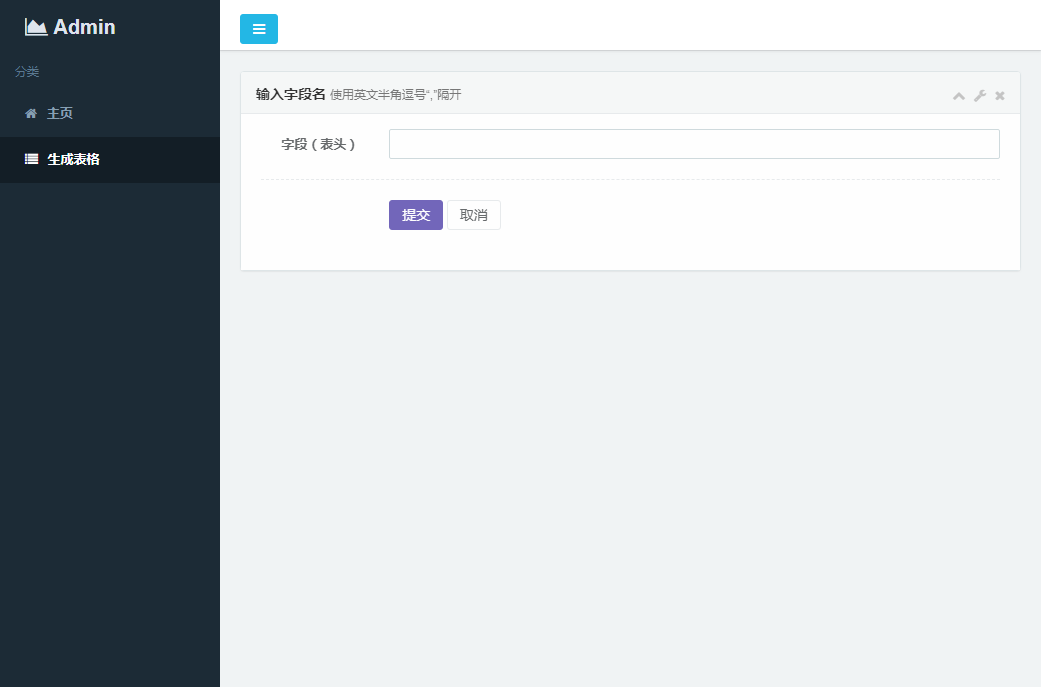 Admin
分类
主页
生成表格
输入字段名 使用英文半角逗号“,”隔开
字段 ( 表头 )
提交 取消